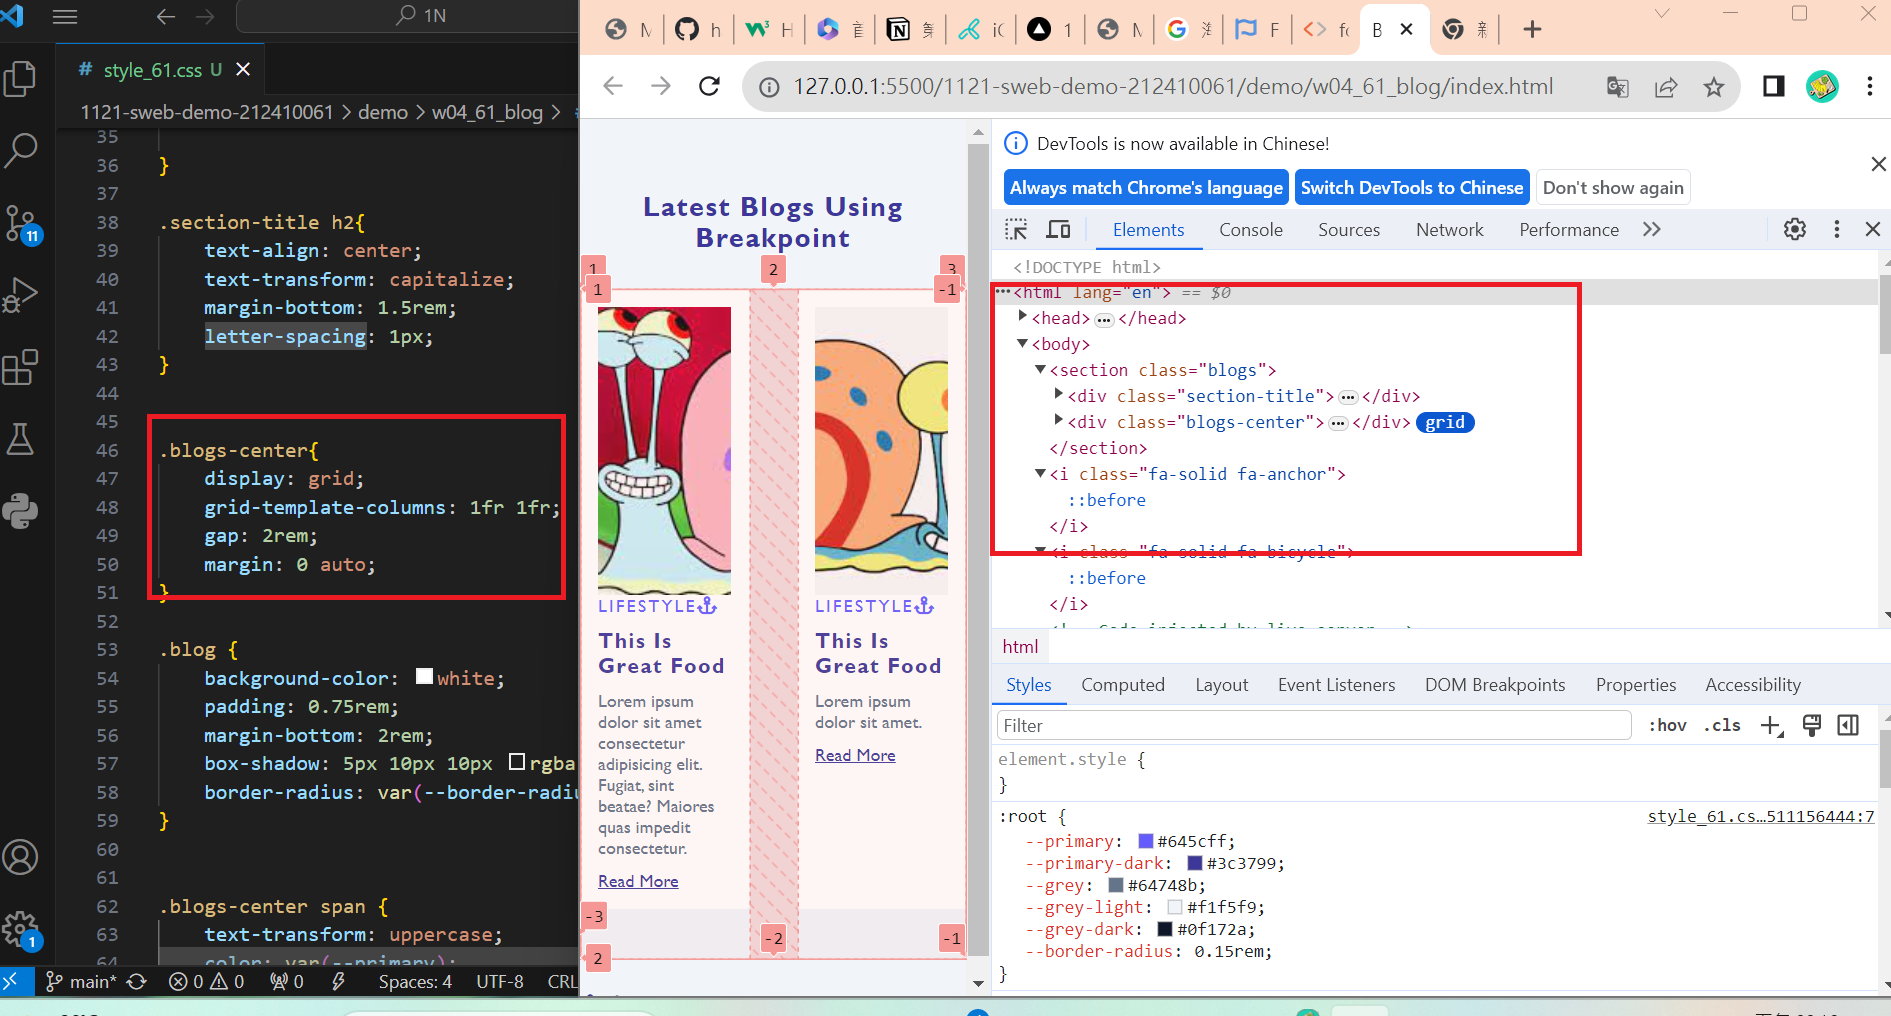 1N
# style_61.css U
1121-sweb-demo-212410061 > demo > w04_61_blog >
35
36 }
37
38 .section-title h2{
39 text-align: center;
40 text-transform: capitalize;
41 margin-bottom: 1.5rem;
42 letter-spacing: 1px;
43 }
44
45
46 .blogs-center{
47 display: grid;
48 grid-template-columns: 1fr 1fr;
49 gap: 2rem;
50 margin: 0 auto;
51 }
52
53 .blog {
54 background-color: white;
55 padding: 0.75rem;
56 margin-bottom: 2rem;
57 box-shadow: 5px 10px 10px rgba
58 border-radius: var(--border-radiu
59 }
60
61
62 .blogs-center span {
63 text-transform: uppercase;
64 color: var(--primary);
11
1
main* 0 0 0 Spaces: 4 UTF-8 CRL
127.0.0.1:5500/1121-sweb-demo-212410061/demo/w04_61_blog/index.html
Latest Blogs Using
Breakpoint
1 2 3
1 -1
LIFESTYLE
This Is
Great Food
Lorem ipsum
dolor sit amet
consectetur
adipisicing elit.
Fugiat, sint
beatae? Maiores
quas impedit
consectetur.
Read More
LIFESTYLE
This Is
Great Food
Lorem ipsum
dolor sit amet.
Read More
-3
-2 -1
2
DevTools is now available in Chinese!
Always match Chrome's language Switch DevTools to Chinese Don't show again
Elements Console Sources Network Performance
<!DOCTYPE html>
<html lang="en"> == $0
<head> </head>
<body>
<section class="blogs">
<div class="section-title"> </div>
<div class="blogs-center"> </div> grid
</section>
<i class="fa-solid fa-anchor">
::before
</i>
<i class="fa-solid fa-bicycle">
::before
</i>
<!-- Code injected by live-server -->
html
Styles Computed Layout Event Listeners DOM Breakpoints Properties Accessibility
Filter :hov .cls
element.style {
}
:root { style_61.cs…511156444:7
--primary: #645cff;
--primary-dark: #3c3799;
--grey: #64748b;
--grey-light: #f1f5f9;
--grey-dark: #0f172a;
--border-radius: 0.15rem;
}